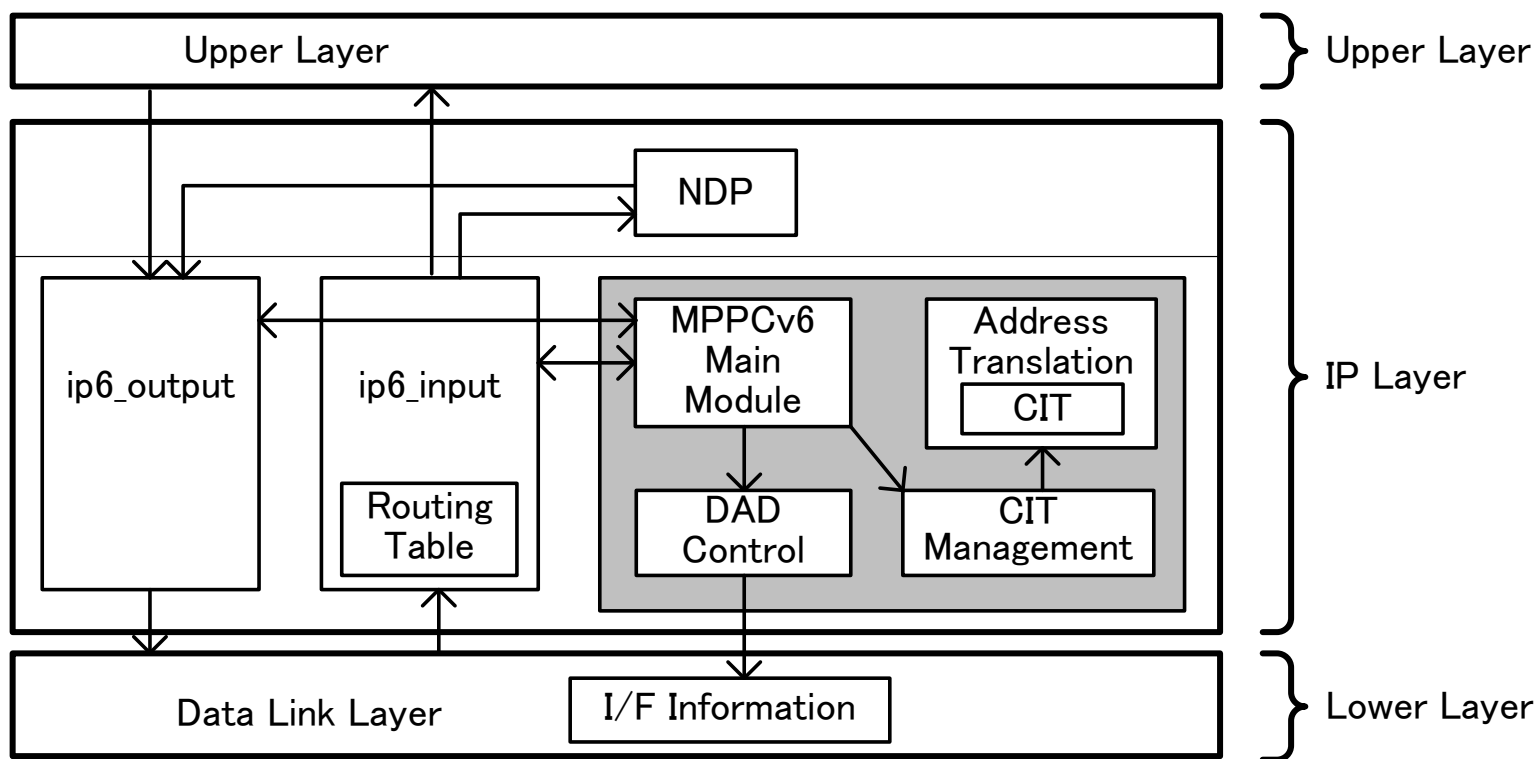 Upper Layer
Upper Layer
NDP
ip6_output
ip6_input
Routing
Table
MPPCv6
Main
Module
Address
Translation
CIT
DAD
Control
CIT
Management
IP Layer
Data Link Layer
I/F Information
Lower Layer